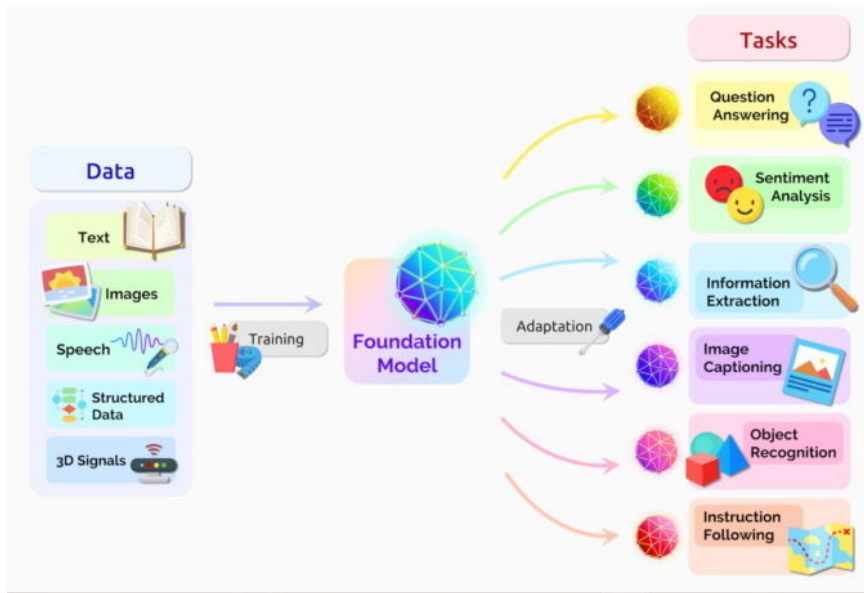 Data
Text
Images
Speech
Structured
Data
3D Signals
Training
Foundation
Model
Adaptation
Tasks
Question
Answering
?
Sentiment
Analysis
Information
Extraction
Image
Captioning
Object
Recognition
Instruction
Following